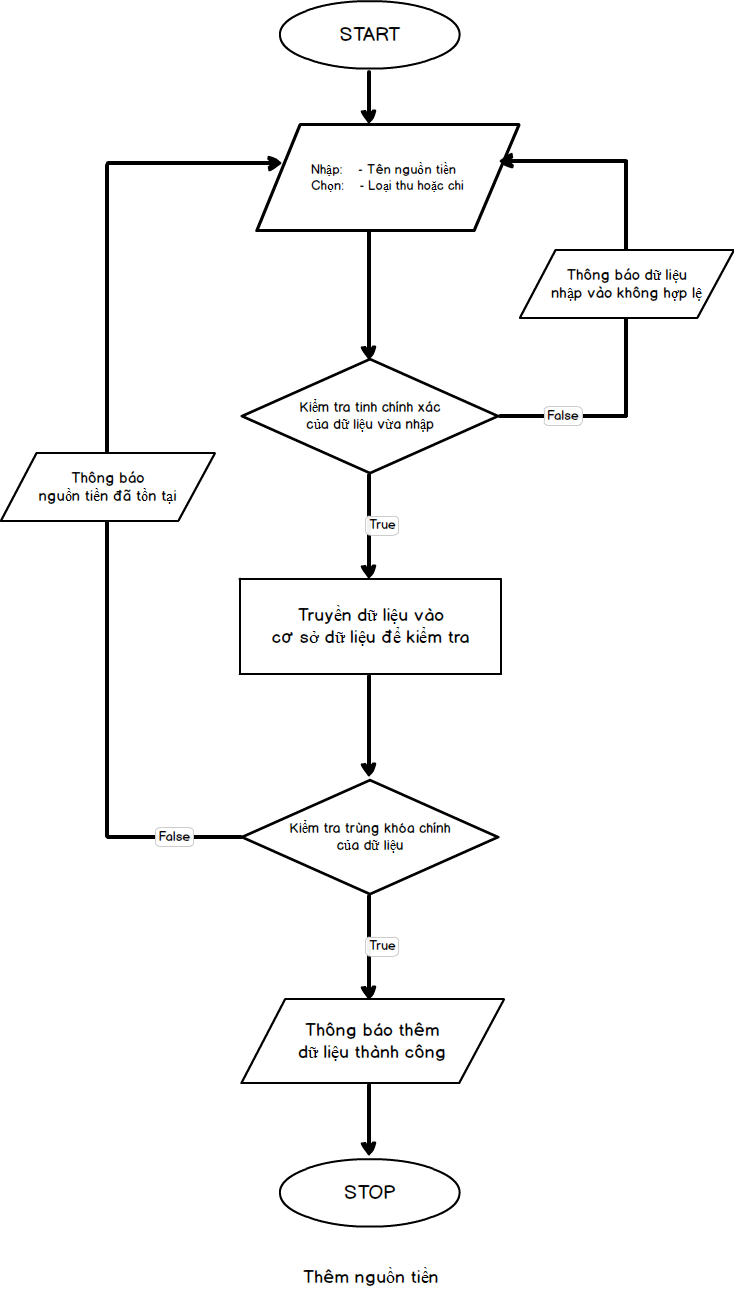 START
Nhập: - Tên nguồn tiền
Chọn: - Loại thu hoặc chi
Thông báo dữ liệu
nhập vào không hợp lệ
Kiểm tra tinh chính xác
của dữ liệu vừa nhập
False
Thông báo
nguồn tiền đã tồn tại
True
Truyền dữ liệu vào
cơ sở dữ liệu để kiểm tra
Kiểm tra trùng khóa chính
của dữ liệu
False
True
Thông báo thêm
dữ liệu thành công
STOP
Thêm nguồn tiền